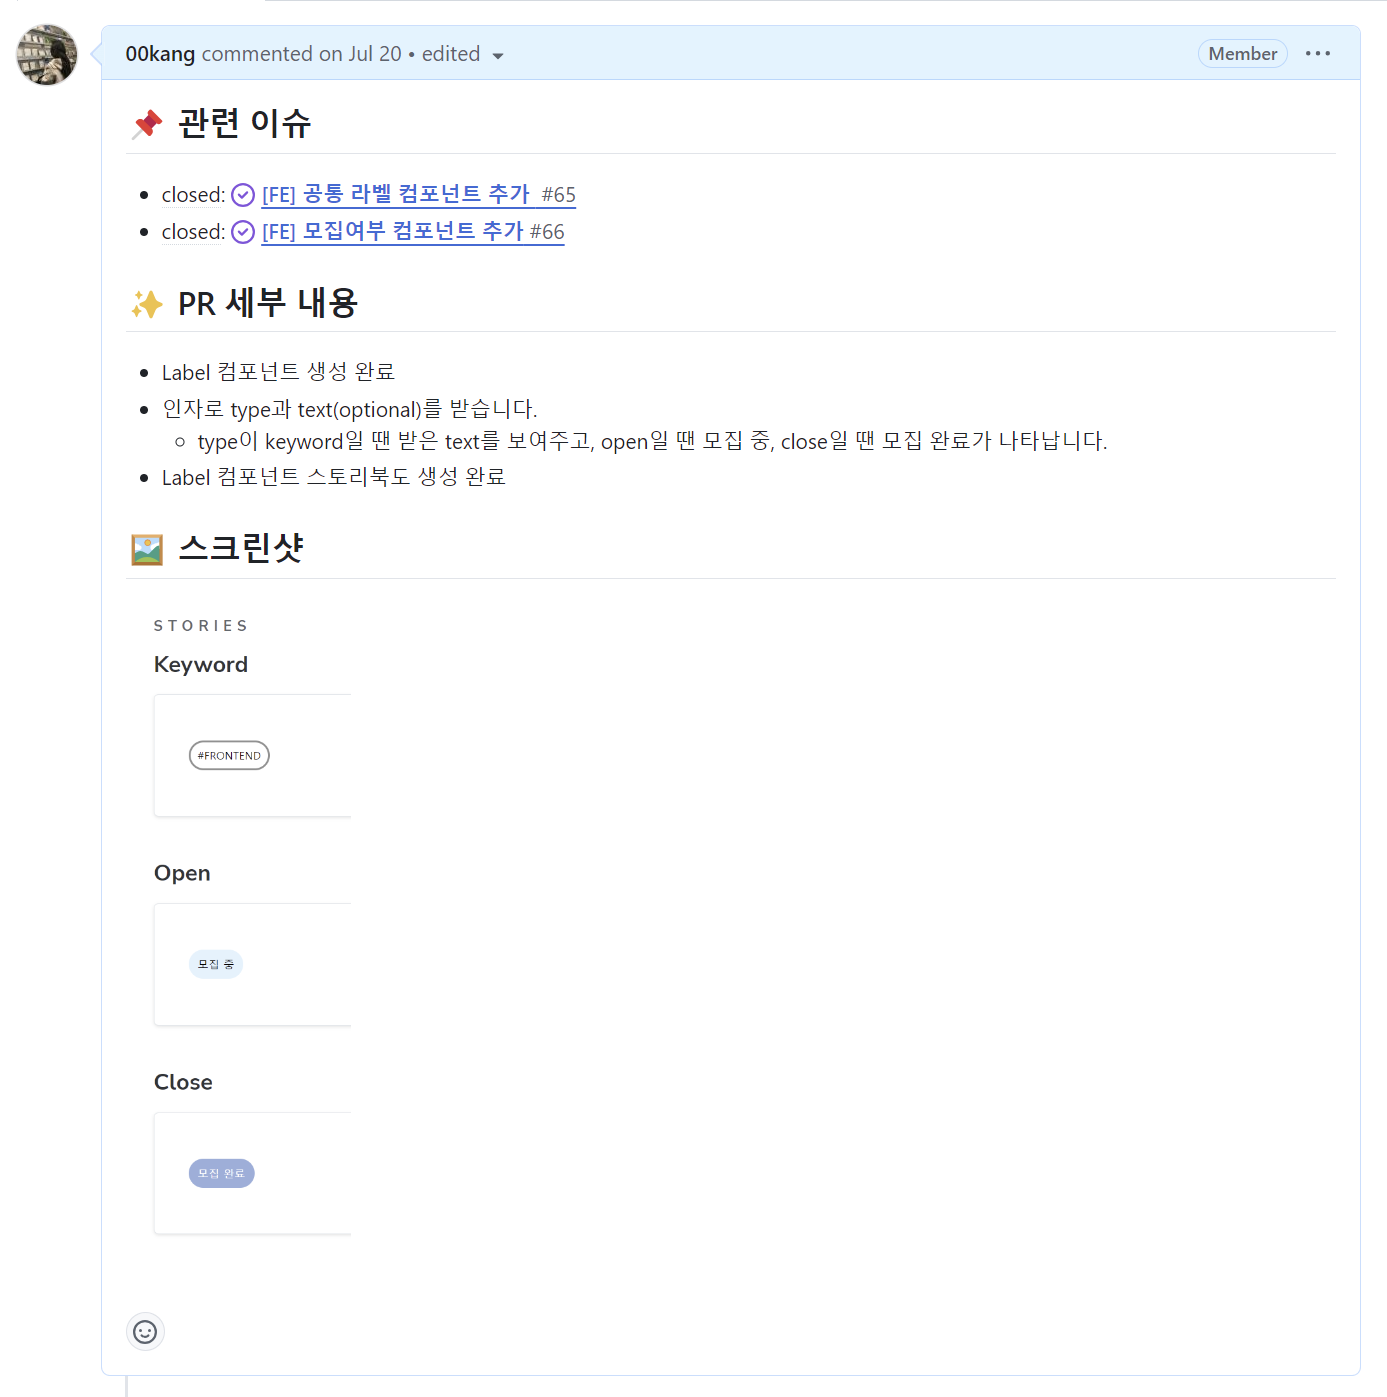 00kang commented on Jul 20 • edited
Member
관련 이슈
closed: [FE] 공통 라벨 컴포넌트 추가 #65
closed: [FE] 모집여부 컴포넌트 추가 #66
PR 세부 내용
Label 컴포넌트 생성 완료
인자로 type과 text(optional)를 받습니다.
type이 keyword일 땐 받은 text를 보여주고, open일 땐 모집 중, close일 땐 모집 완료가 나타납니다.
Label 컴포넌트 스토리북도 생성 완료
스크린샷
STORIES
Keyword
#FRONTEND
Open
모집 중
Close
모집 완료